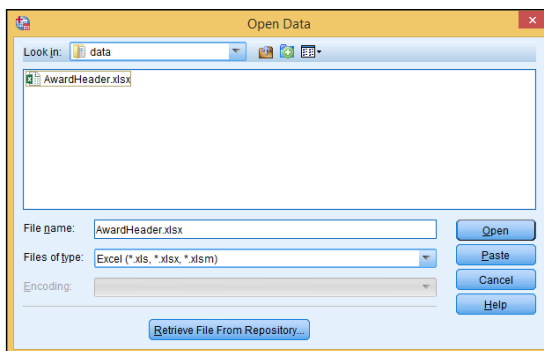 Open Data
Look in: data
AwardHeader.xlsx
File name: AwardHeader.xlsx
Open
Files of type: Excel (*.xls, *.xlsx, *.xlsm)
Paste
Encoding:
Cancel
Help
Retrieve File From Repository...